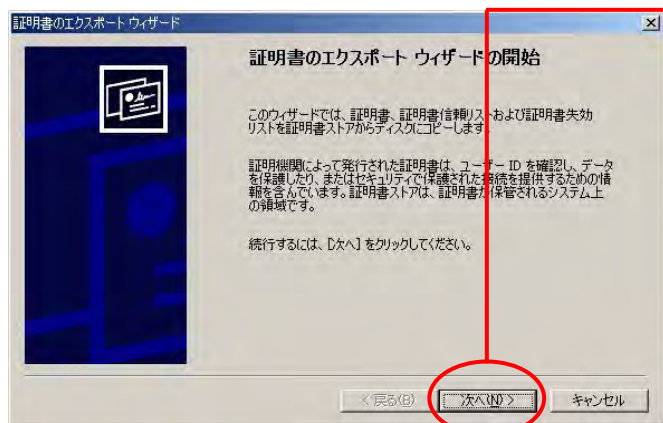 証明書のエクスポート ウィザード
証明書のエクスポート ウィザードの開始
このウィザードでは、証明書、証明書信頼リストおよび証明書失効
リストを証明書ストアからディスクにコピーします。
証明機関によって発行された証明書は、ユーザー ID を確認し、データ
を保護したり、またはセキュリティで保護された接続を提供するための情
報を含んでいます。証明書ストアは、証明書が保管されるシステム上
の領域です。
続行するには、[次へ] をクリックしてください。
< 戻る(B) 次へ(N) > キャンセル